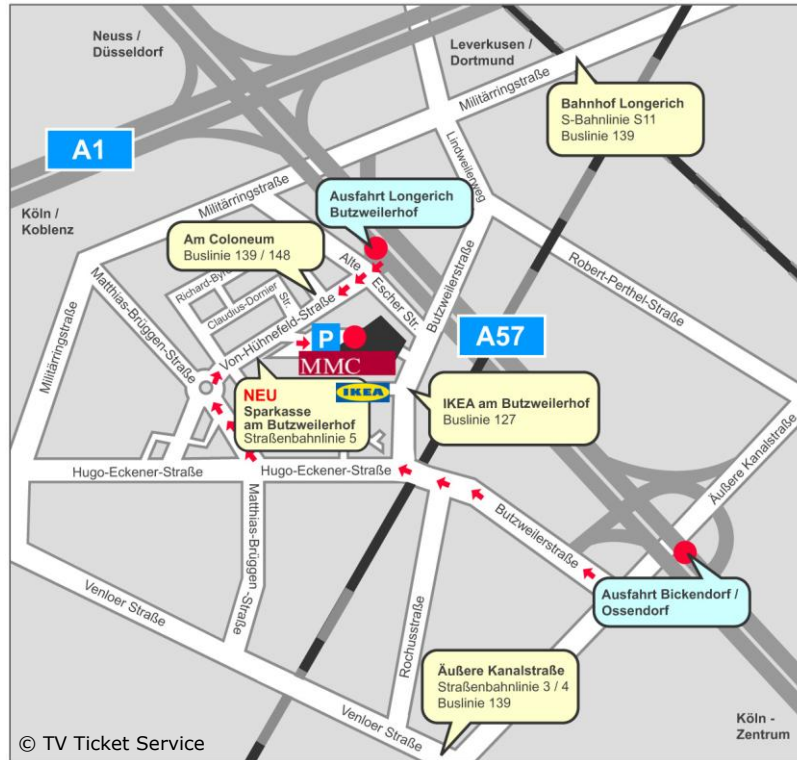 Neuss /
Düsseldorf
Leverkusen /
Dortmund
Militärringstraße
Bahnhof Longerich
S-Bahnlinie S11
Buslinie 139
A1
Lindweilerweg
Köln /
Koblenz
Militärringstraße
Ausfahrt Longerich
Butzweilerhof
Am Coloneum
Buslinie 139 / 148
Alte
Escher Str.
Butzweilerstraße
Robert-Perthel-Straße
Matthias-Brüggen-Straße
Claudius-Dornier
Str.
Von-Hühnefeld-Straße
Militärringstraße
P
MMC
A57
IKEA
NEU
Sparkasse
am Butzweilerhof
Straßenbahnlinie 5
IKEA am Butzweilerhof
Buslinie 127
Äußere Kanalstraße
Hugo-Eckener-Straße
Hugo-Eckener-Straße
Matthias-Brüggen
-Straße
Butzweilerstraße
Ausfahrt Bickendorf /
Ossendorf
Venloer Straße
Rochusstraße
Äußere Kanalstraße
Straßenbahnlinie 3 / 4
Buslinie 139
Venloer Straße
Köln -
Zentrum
© TV Ticket Service